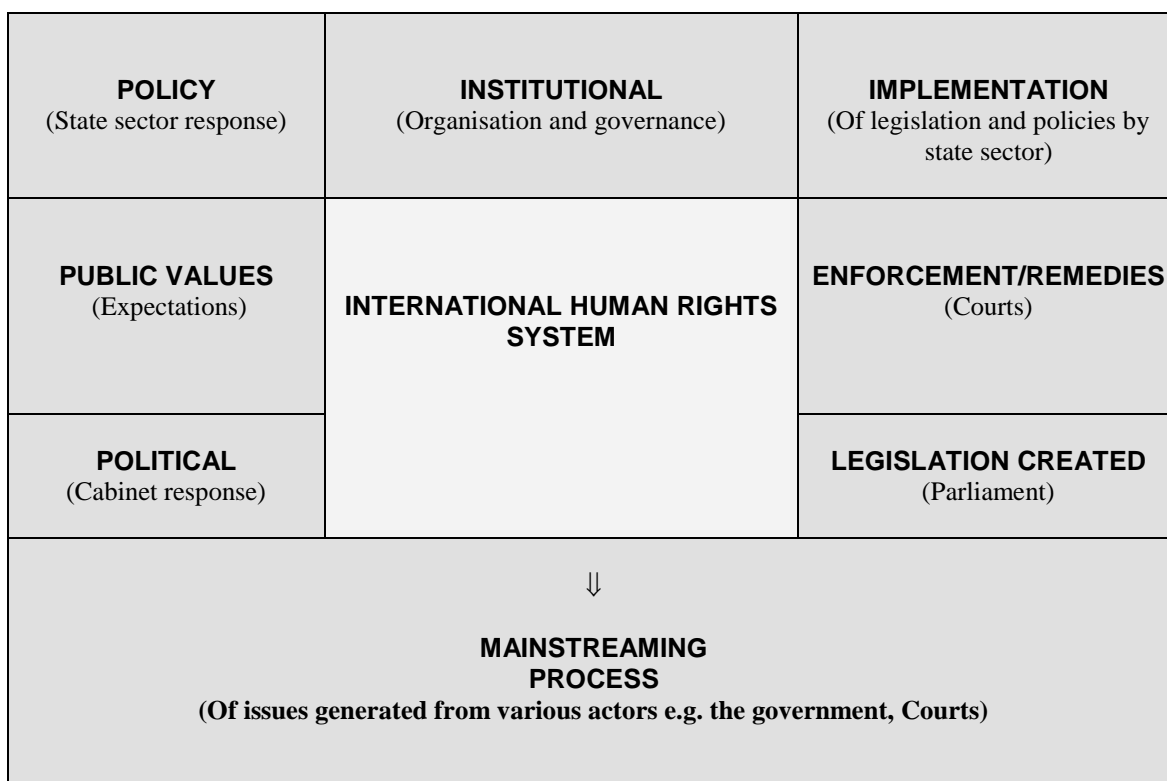 POLICY
(State sector response)
INSTITUTIONAL
(Organisation and governance)
IMPLEMENTATION
(Of legislation and policies by
state sector)
PUBLIC VALUES
(Expectations)
INTERNATIONAL HUMAN RIGHTS
SYSTEM
ENFORCEMENT/REMEDIES
(Courts)
POLITICAL
(Cabinet response)
LEGISLATION CREATED
(Parliament)
⇓
MAINSTREAMING
PROCESS
(Of issues generated from various actors e.g. the government, Courts)